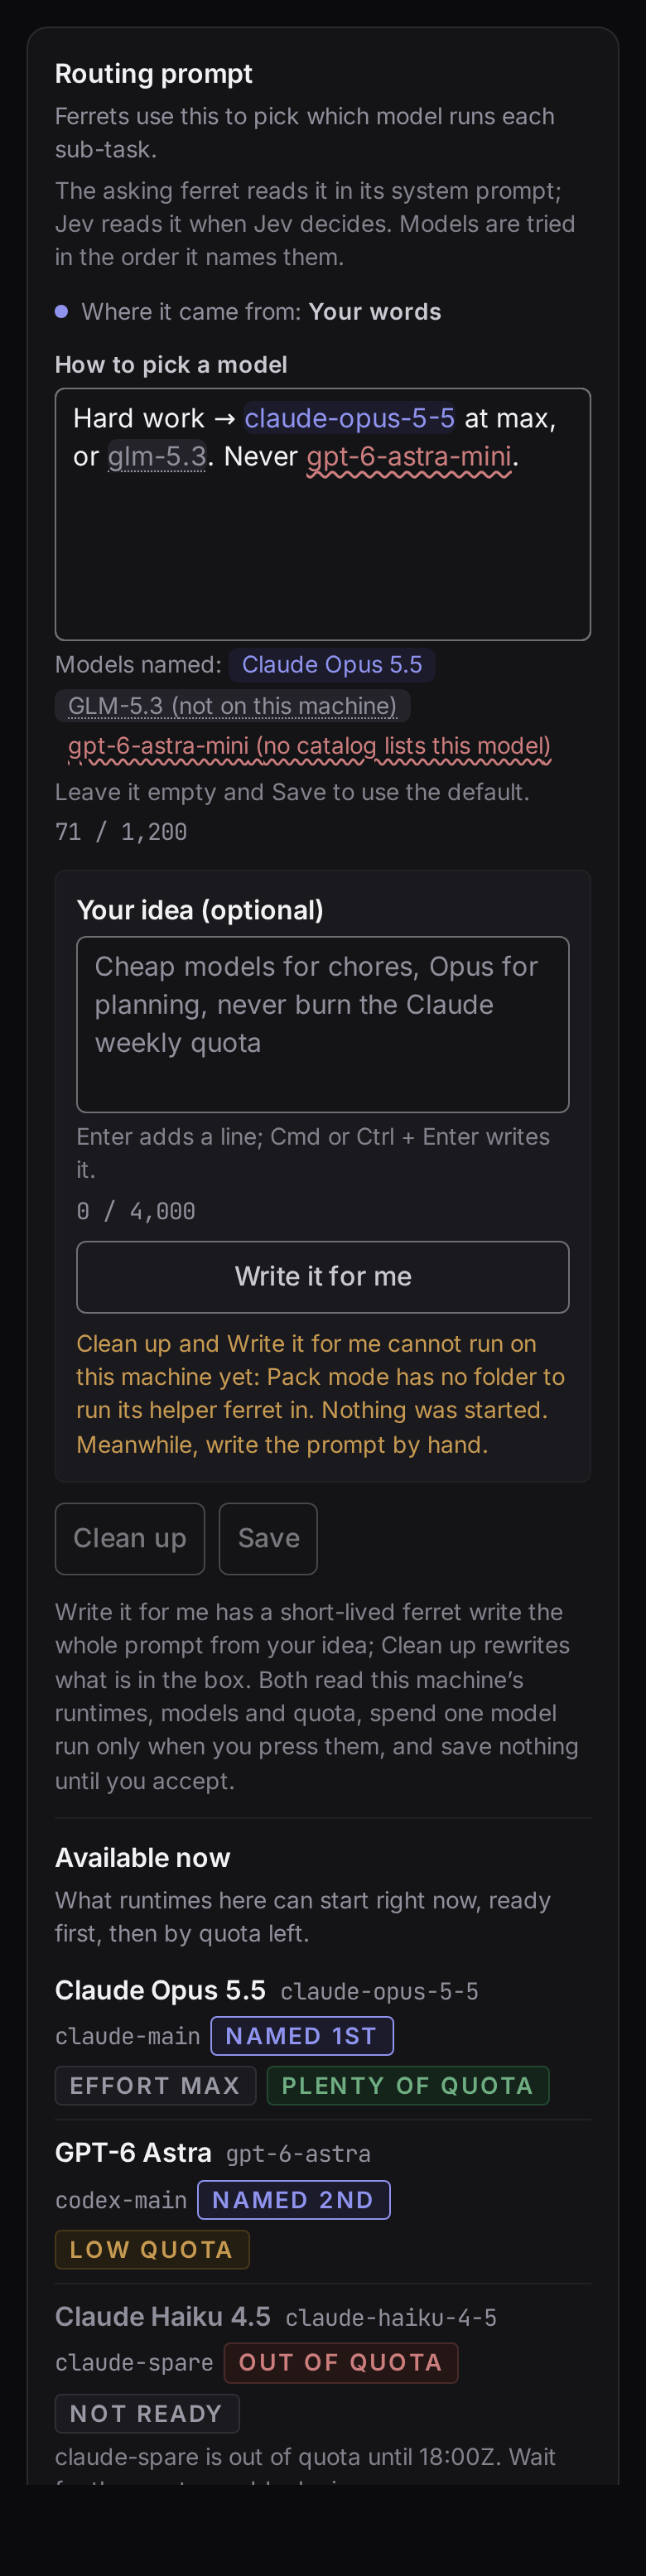 Routing prompt
Ferrets use this to pick which model runs each
sub-task.
The asking ferret reads it in its system prompt;
Jev reads it when Jev decides. Models are tried
in the order it names them.
Where it came from: Your words
How to pick a model
Hard work → claude-opus-5-5 at max,
or glm-5.3. Never gpt-6-astra-mini.
Models named: Claude Opus 5.5
GLM-5.3 (not on this machine)
gpt-6-astra-mini (no catalog lists this model)
Leave it empty and Save to use the default.
71 / 1,200
Your idea (optional)
Cheap models for chores, Opus for
planning, never burn the Claude
weekly quota
Enter adds a line; Cmd or Ctrl + Enter writes
it.
0 / 4,000
Write it for me
Clean up and Write it for me cannot run on
this machine yet: Pack mode has no folder to
run its helper ferret in. Nothing was started.
Meanwhile, write the prompt by hand.
Clean up Save
Write it for me has a short-lived ferret write the
whole prompt from your idea; Clean up rewrites
what is in the box. Both read this machine’s
runtimes, models and quota, spend one model
run only when you press them, and save nothing
until you accept.
Available now
What runtimes here can start right now, ready
first, then by quota left.
Claude Opus 5.5 claude-opus-5-5
claude-main NAMED 1ST
EFFORT MAX PLENTY OF QUOTA
GPT-6 Astra gpt-6-astra
codex-main NAMED 2ND
LOW QUOTA
Claude Haiku 4.5 claude-haiku-4-5
claude-spare OUT OF QUOTA
NOT READY
claude-spare is out of quota until 18:00Z. Wait